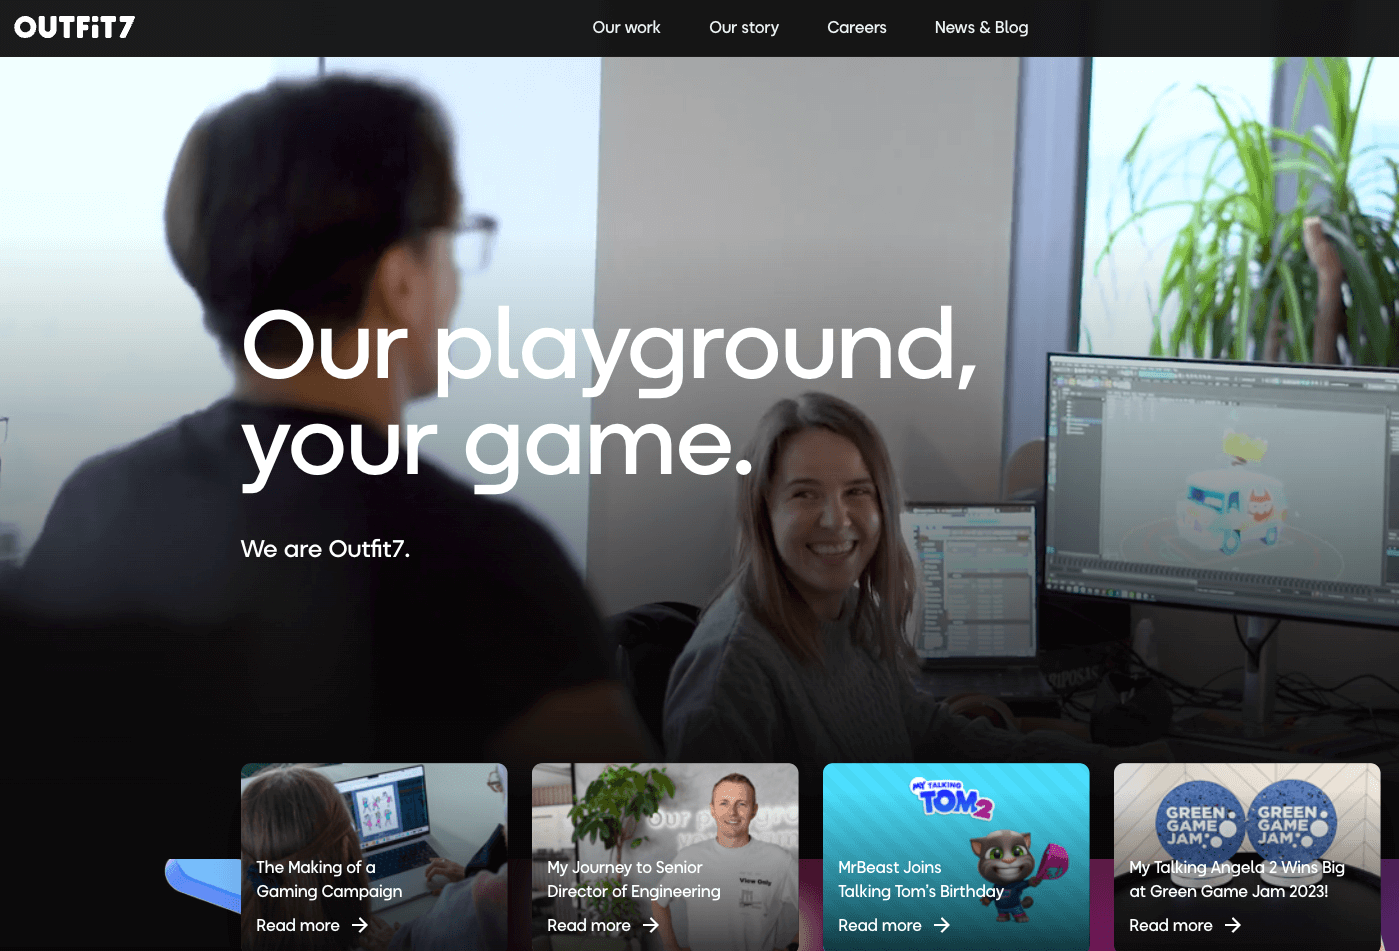 OUTFiT7
Our work
Our story
Careers
News & Blog
Our playground,
your game.
We are Outfit7.
The Making of a
Gaming Campaign
Read more
View Only
My Journey to Senior
Director of Engineering
Read more
MY TALKING
TOM2
MrBeast Joins
Talking Tom's Birthday
Read more
GREEN
GAME
JAM
GREEN
GAME
JAM
My Talking Angela 2 Wins Big
at Green Game Jam 2023!
Read more